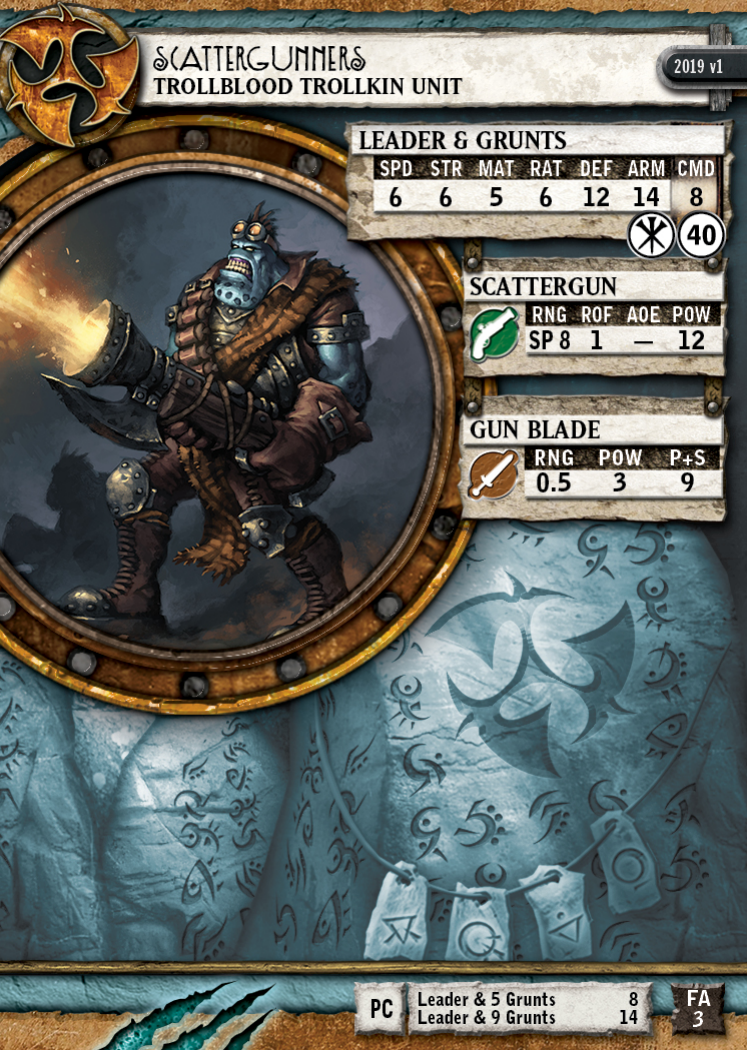 SCATTERGUNNERS
TROLLBLOOD TROLLKIN UNIT
2019 v1
LEADER & GRUNTS
SPD STR MAT RAT DEF ARM CMD
6 6 5 6 12 14 8
40
SCATTERGUN
RNG ROF AOE POW
SP 8 1 — 12
GUN BLADE
RNG POW P+S
0.5 3 9
PC
Leader & 5 Grunts 8
Leader & 9 Grunts 14
FA
3